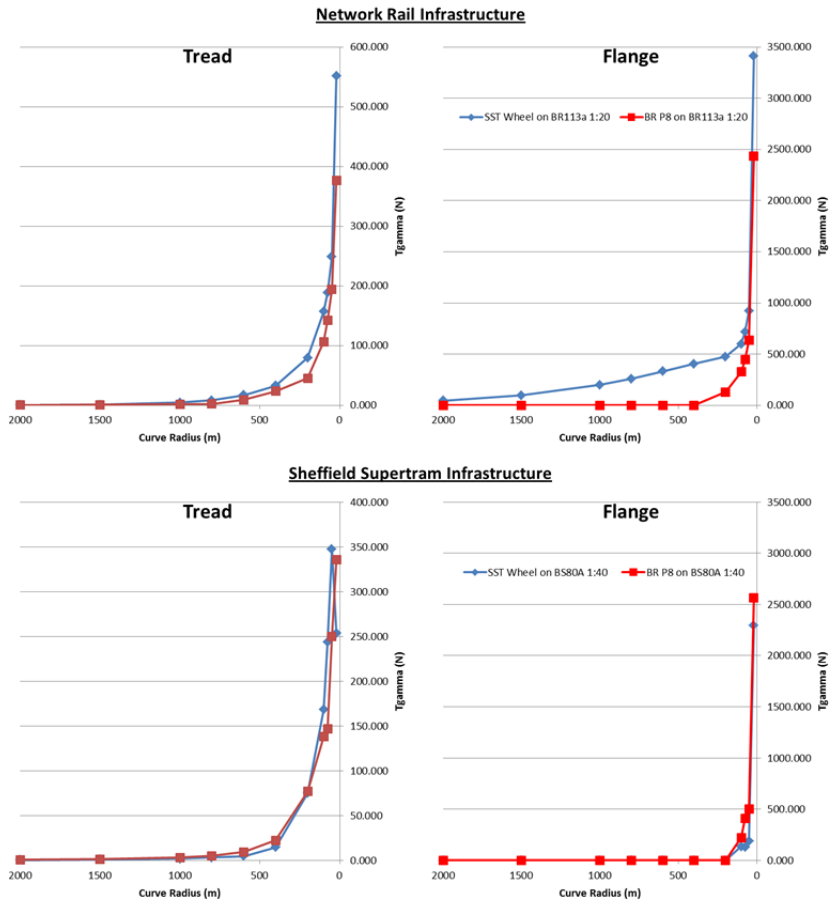 Network Rail Infrastructure
Tread
600.000
500.000
400.000
300.000
200.000
100.000
0.000
Tgamma (N)
2000 1500 1000 500 0
Curve Radius (m)
Flange
SST Wheel on BR113a 1:20 BR P8 on BR113a 1:20
3500.000
3000.000
2500.000
2000.000
1500.000
1000.000
500.000
0.000
Tgamma (N)
2000 1500 1000 500 0
Curve Radius (m)
Sheffield Supertram Infrastructure
Tread
400.000
350.000
300.000
250.000
200.000
150.000
100.000
50.000
0.000
Tgamma (N)
2000 1500 1000 500 0
Curve Radius (m)
Flange
SST Wheel on BS80A 1:40 BR P8 on BS80A 1:40
3500.000
3000.000
2500.000
2000.000
1500.000
1000.000
500.000
0.000
Tgamma (N)
2000 1500 1000 500 0
Curve Radius (m)